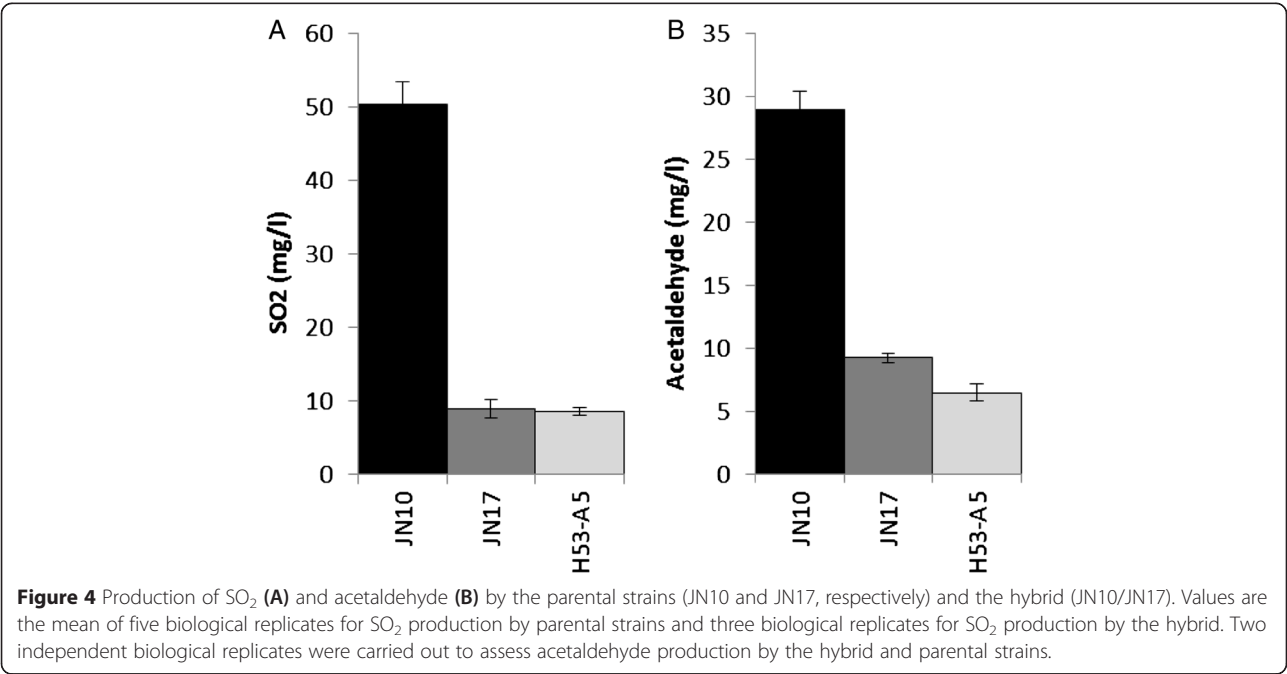 A
60
50
40
30
20
10
0
SO2 (mg/l)
JN10
JN17
H53-A5
B
35
30
25
20
15
10
5
0
Acetaldehyde (mg/l)
JN10
JN17
H53-A5
Figure 4 Production of SO₂ (A) and acetaldehyde (B) by the parental strains (JN10 and JN17, respectively) and the hybrid (JN10/JN17). Values are
the mean of five biological replicates for SO₂ production by parental strains and three biological replicates for SO₂ production by the hybrid. Two
independent biological replicates were carried out to assess acetaldehyde production by the hybrid and parental strains.